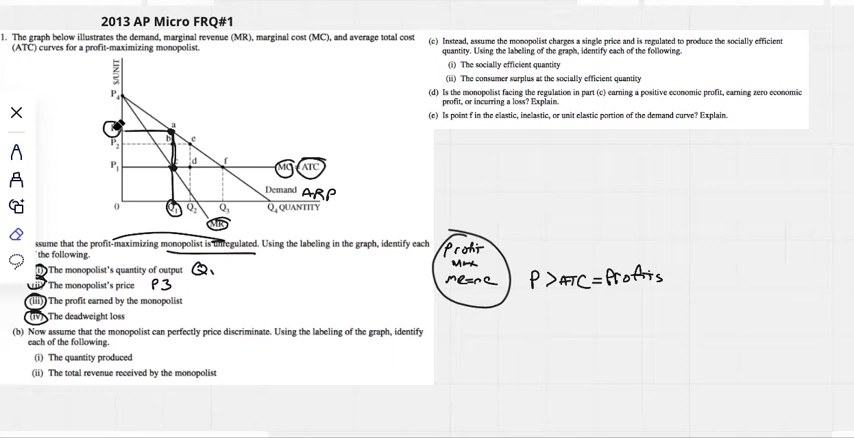 2013 AP Micro FRQ#1
1. The graph below illustrates the demand, marginal revenue (MR), marginal cost (MC), and average total cost
(ATC) curves for a profit-maximizing monopolist.
$/UNIT
P4
a
b
e
P2
P1
d
f
MC = ATC
Demand ARP
0
Q1
Q2
Q3
Q4 QUANTITY
MR
ssume that the profit-maximizing monopolist is unregulated. Using the labeling in the graph, identify each
the following.
(i) The monopolist's quantity of output Q1
(ii) The monopolist's price P3
(iii) The profit earned by the monopolist
(iv) The deadweight loss
(b) Now assume that the monopolist can perfectly price discriminate. Using the labeling of the graph, identify
each of the following.
(i) The quantity produced
(ii) The total revenue received by the monopolist
(c) Instead, assume the monopolist charges a single price and is regulated to produce the socially efficient
quantity. Using the labeling of the graph, identify each of the following.
(i) The socially efficient quantity
(ii) The consumer surplus at the socially efficient quantity
(d) Is the monopolist facing the regulation in part (c) earning a positive economic profit, earning zero economic
profit, or incurring a loss? Explain.
(e) Is point f in the elastic, inelastic, or unit elastic portion of the demand curve? Explain.
Profit
Max
MR=MC
P>ATC=Profits